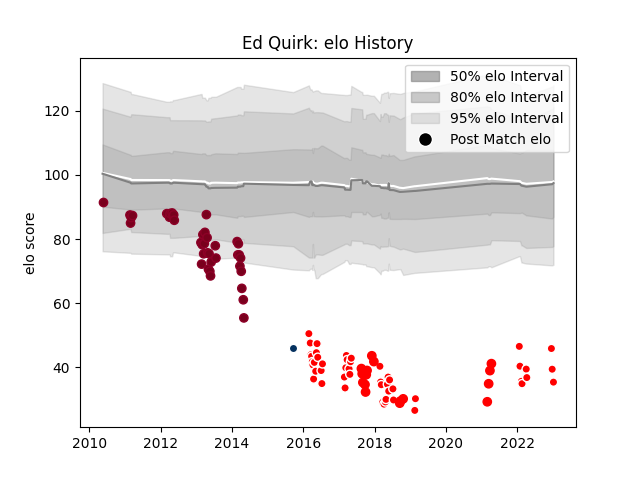 Ed Quirk: elo History
50% elo Interval
80% elo Interval
95% elo Interval
Post Match elo
elo score
120
100
80
60
40
2010 2012 2014 2016 2018 2020 2022